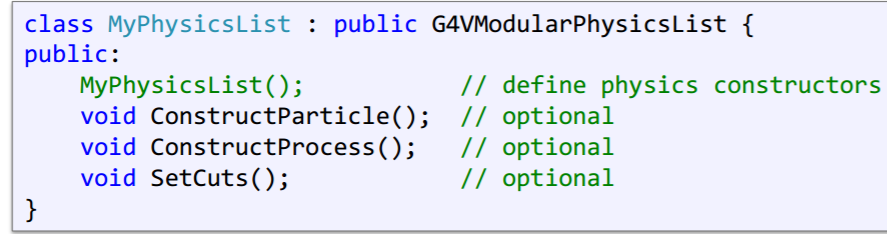 class MyPhysicsList : public G4VModularPhysicsList {
public:
    MyPhysicsList();           // define physics constructors
    void ConstructParticle();  // optional
    void ConstructProcess();   // optional
    void SetCuts();            // optional
}